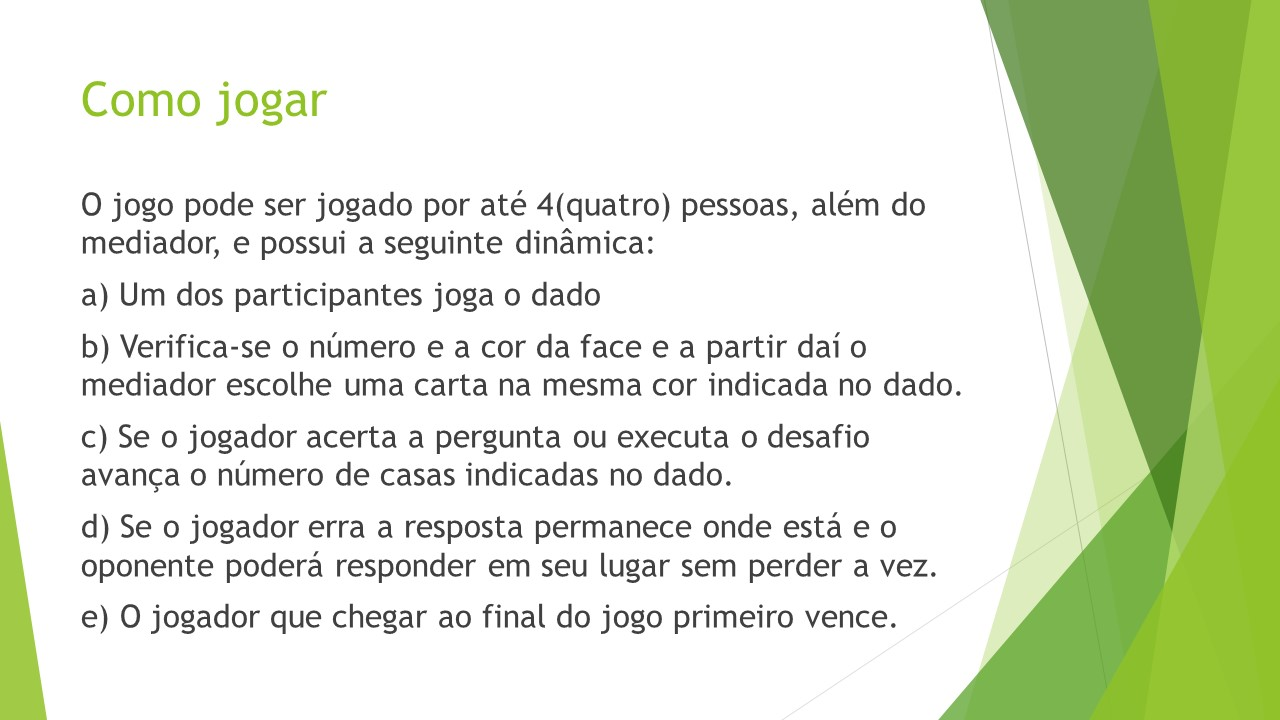 Como jogar
O jogo pode ser jogado por até 4(quatro) pessoas, além do
mediador, e possui a seguinte dinâmica:
a) Um dos participantes joga o dado
b) Verifica-se o número e a cor da face e a partir daí o
mediador escolhe uma carta na mesma cor indicada no dado.
c) Se o jogador acerta a pergunta ou executa o desafio
avança o número de casas indicadas no dado.
d) Se o jogador erra a resposta permanece onde está e o
oponente poderá responder em seu lugar sem perder a vez.
e) O jogador que chegar ao final do jogo primeiro vence.